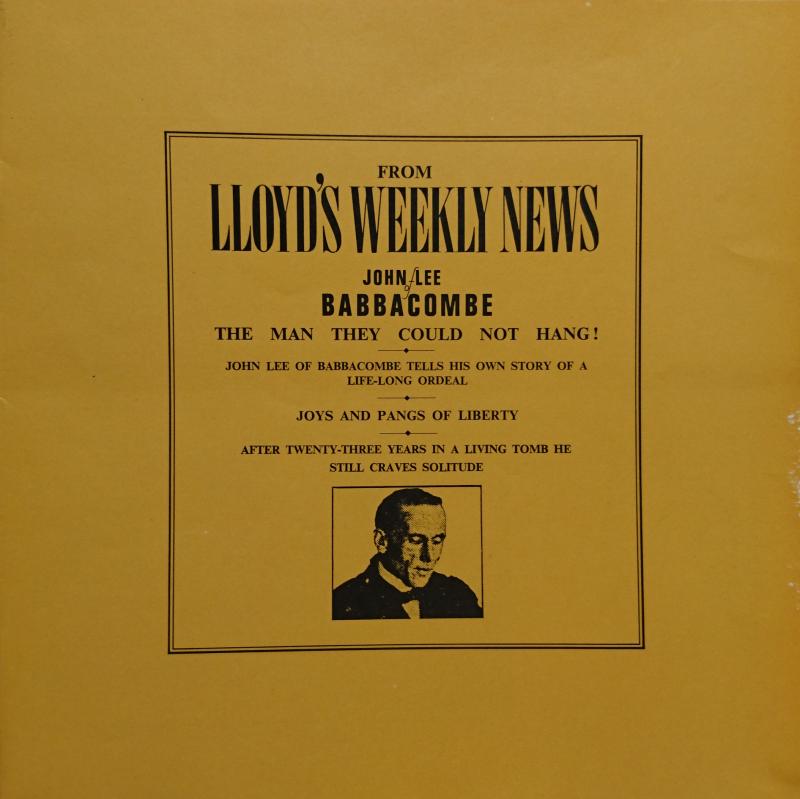 FROM
LLOYD'S WEEKLY NEWS
JOHN LEE
of
BABBACOMBE
THE MAN THEY COULD NOT HANG!
JOHN LEE OF BABBACOMBE TELLS HIS OWN STORY OF A
LIFE-LONG ORDEAL
JOYS AND PANGS OF LIBERTY
AFTER TWENTY-THREE YEARS IN A LIVING TOMB HE
STILL CRAVES SOLITUDE